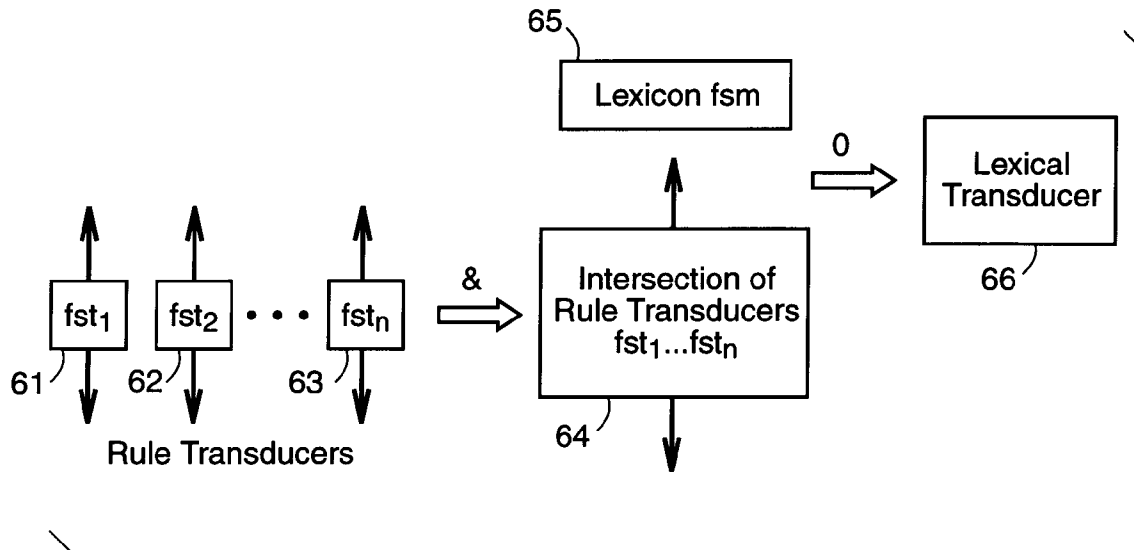 65
Lexicon fsm
0
Lexical
Transducer
66
&
Intersection of
Rule Transducers
fst1...fstn
64
fst1
fst2
• • •
fstn
61
62
63
Rule Transducers